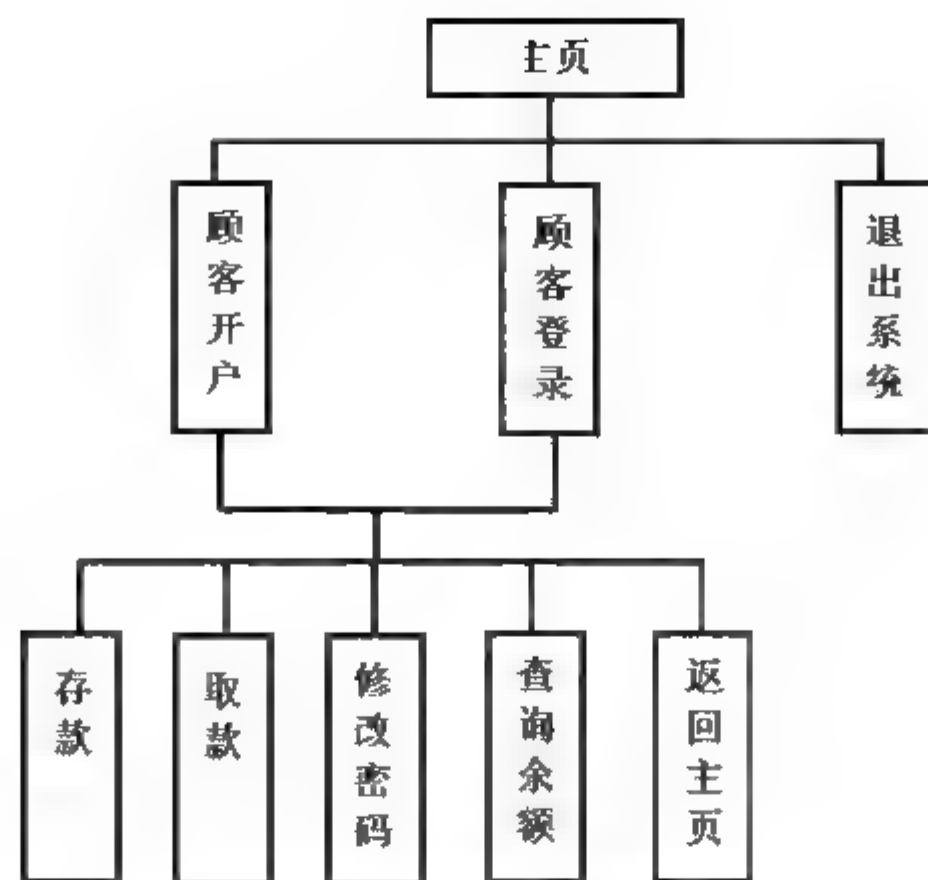 主页
顾客开户
顾客登录
退出系统
存款
取款
修改密码
查询余额
返回主页